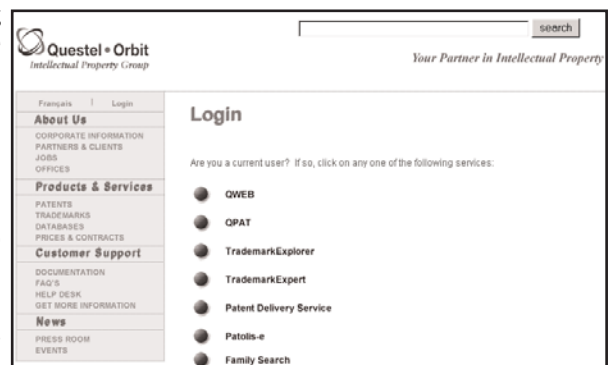 search
Questel • Orbit
Intellectual Property Group
Your Partner in Intellectual Property
Français | Login
About Us
CORPORATE INFORMATION
PARTNERS & CLIENTS
JOBS
OFFICES
Products & Services
PATENTS
TRADEMARKS
DATABASES
PRICES & CONTRACTS
Customer Support
DOCUMENTATION
FAQ'S
HELP DESK
GET MORE INFORMATION
News
PRESS ROOM
EVENTS
Login
Are you a current user? If so, click on any one of the following services:
QWEB
QPAT
TrademarkExplorer
TrademarkExpert
Patent Delivery Service
Patolis-e
Family Search